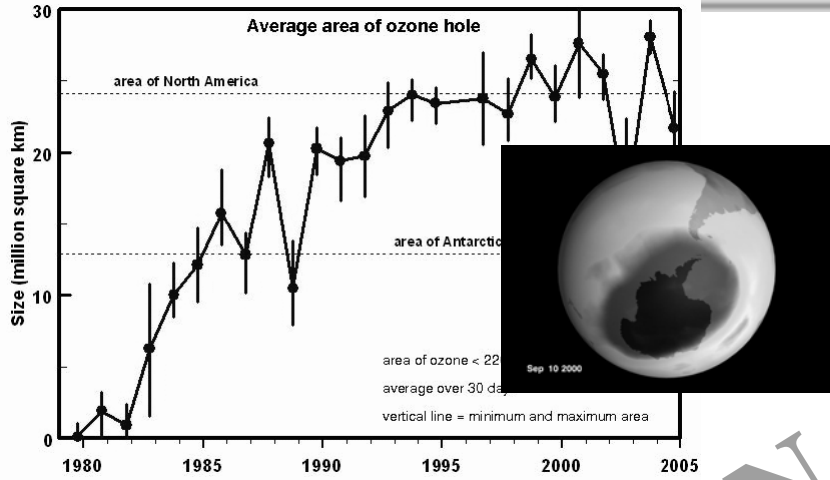 Average area of ozone hole
30
area of North America
20
Size (million square km)
area of
10
area of ozone <
average over 30
vertical line = minimum and maximum area
0
1980 1985 1990 1995 2000 2005
Sep 10 2000